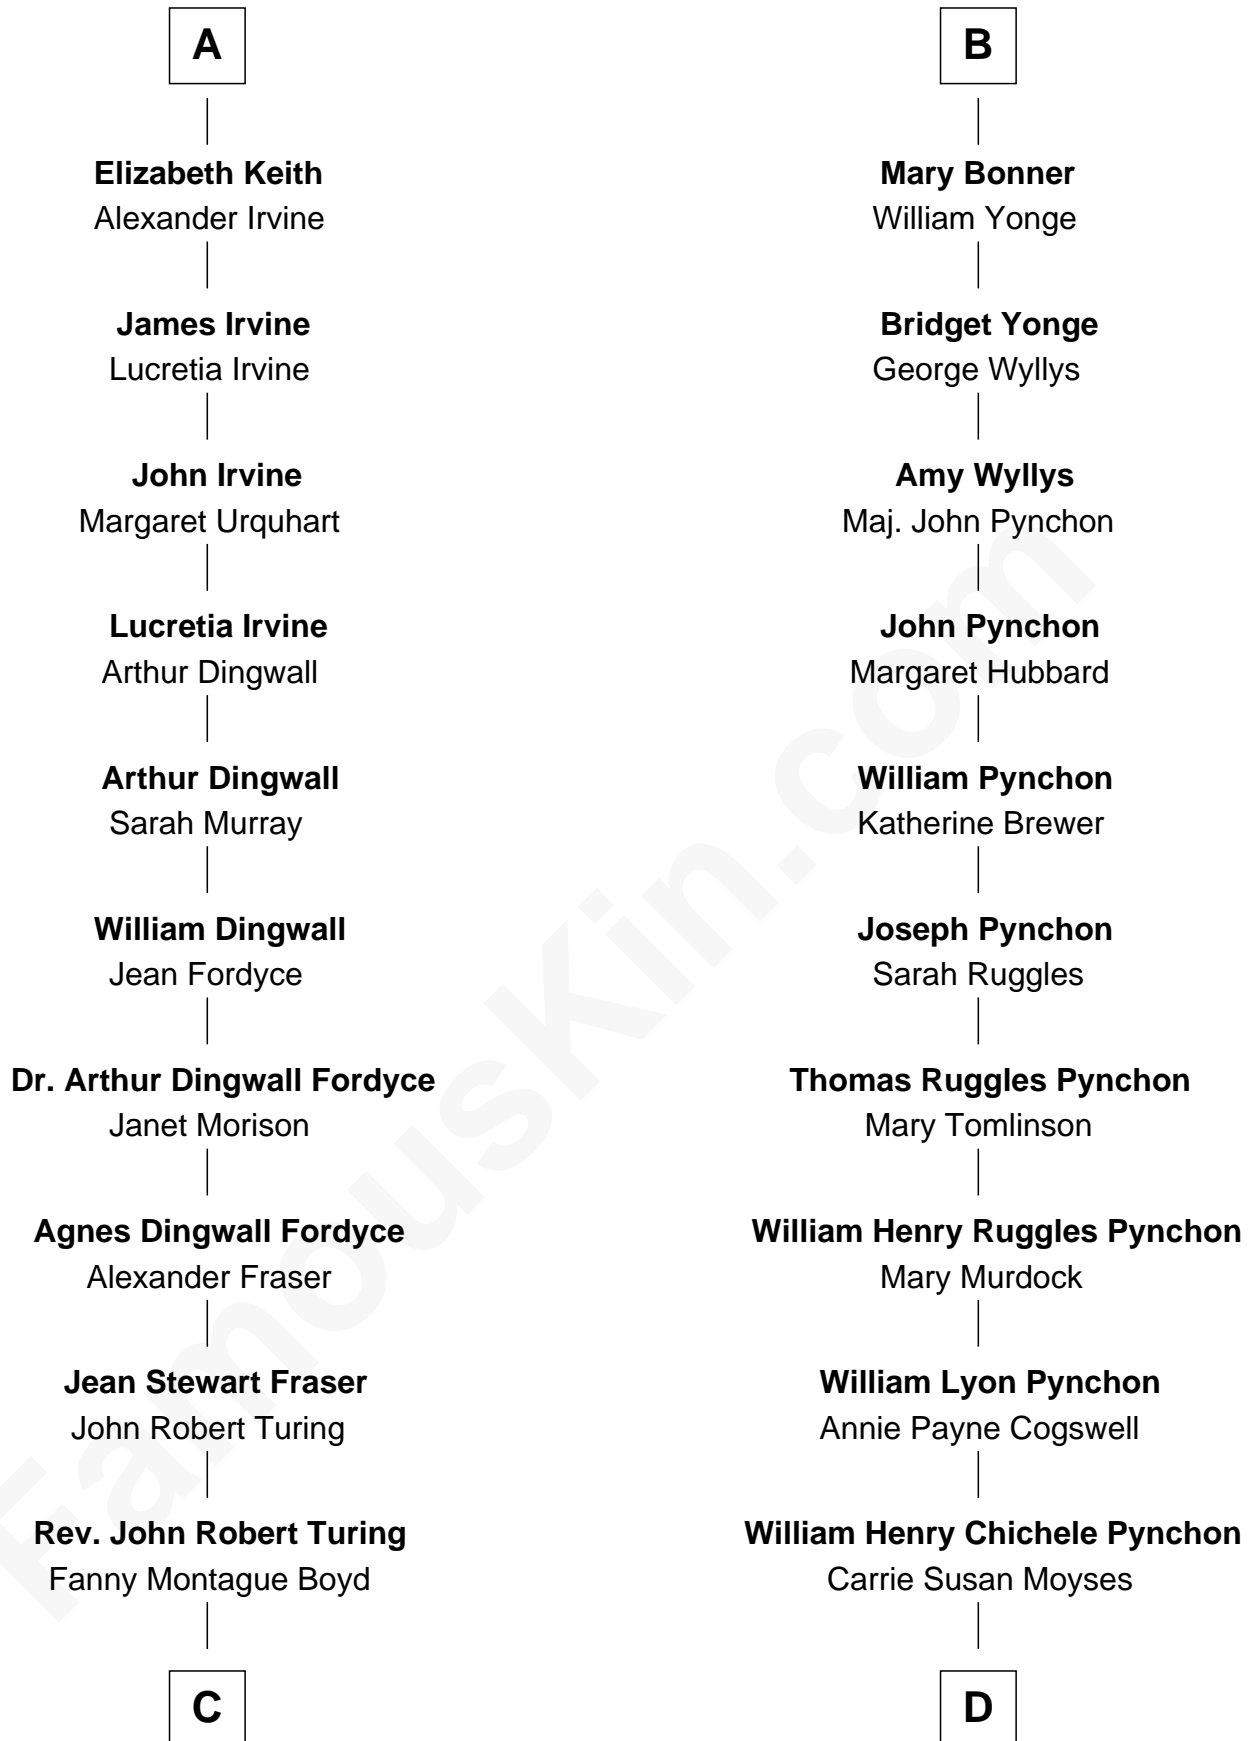 A
Elizabeth Keith
Alexander Irvine
James Irvine
Lucretia Irvine
John Irvine
Margaret Urquhart
Lucretia Irvine
Arthur Dingwall
Arthur Dingwall
Sarah Murray
William Dingwall
Jean Fordyce
Dr. Arthur Dingwall Fordyce
Janet Morison
Agnes Dingwall Fordyce
Alexander Fraser
Jean Stewart Fraser
John Robert Turing
Rev. John Robert Turing
Fanny Montague Boyd
C
B
Mary Bonner
William Yonge
Bridget Yonge
George Wyllys
Amy Wyllys
Maj. John Pynchon
John Pynchon
Margaret Hubbard
William Pynchon
Katherine Brewer
Joseph Pynchon
Sarah Ruggles
Thomas Ruggles Pynchon
Mary Tomlinson
William Henry Ruggles Pynchon
Mary Murdock
William Lyon Pynchon
Annie Payne Cogswell
William Henry Chichele Pynchon
Carrie Susan Moyses
D
FamousKin.com